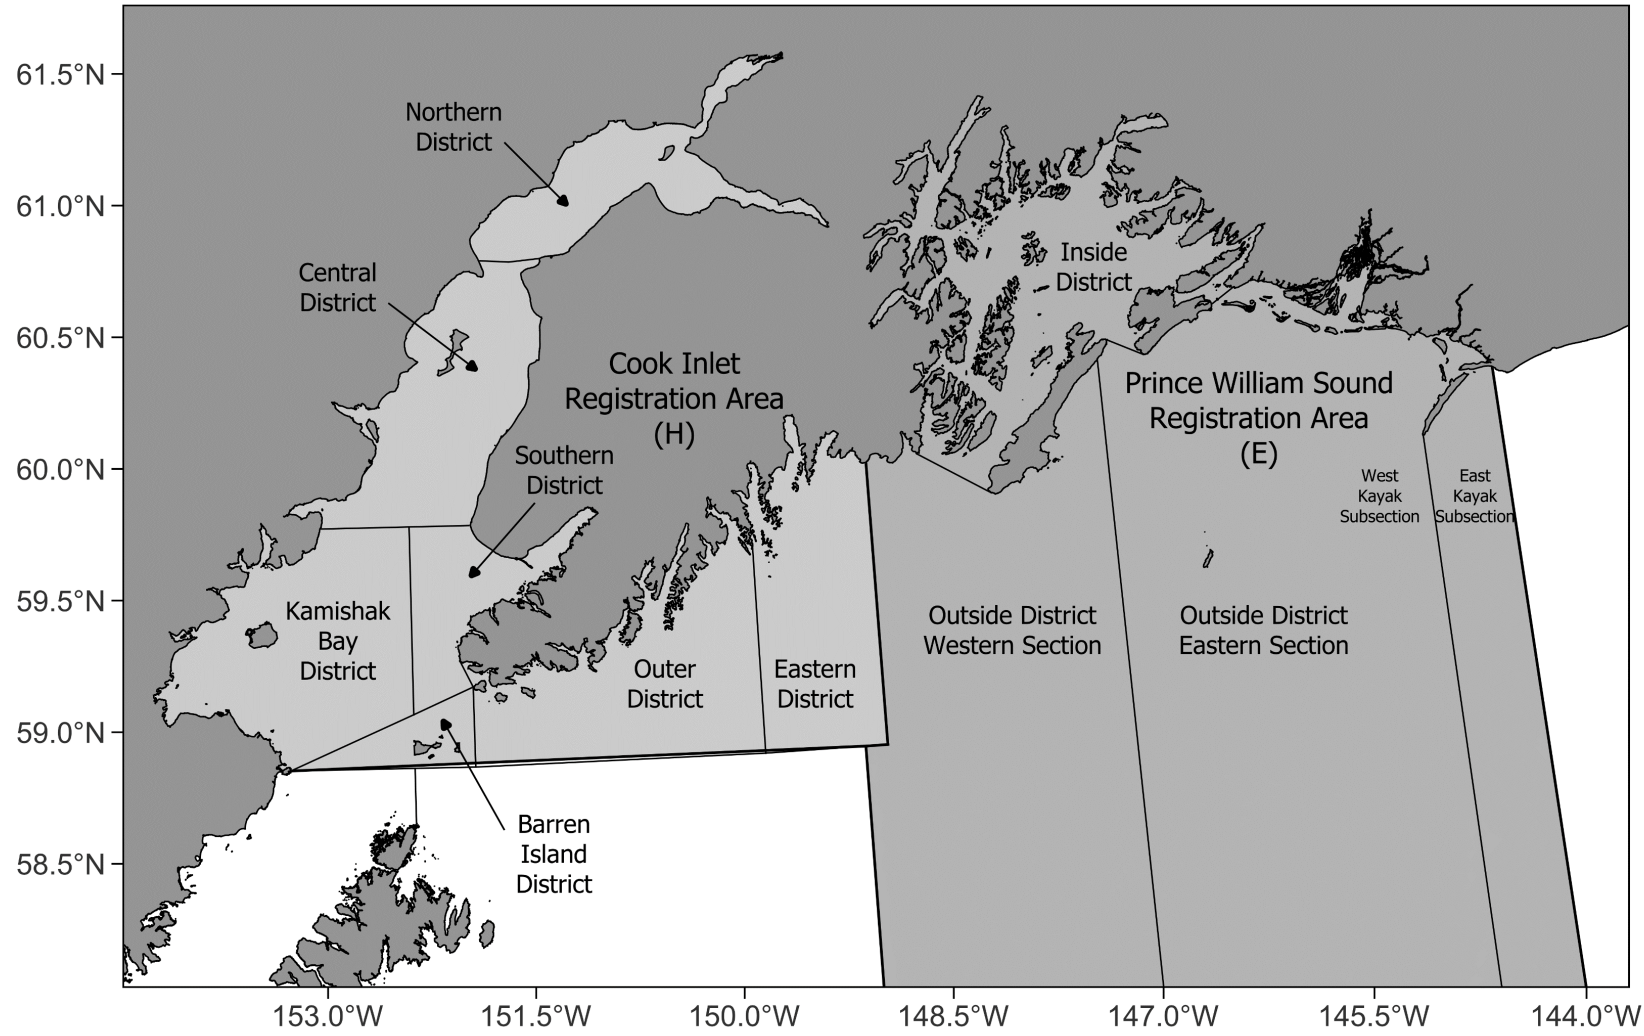 61.5°N
61.0°N
60.5°N
60.0°N
59.5°N
59.0°N
58.5°N
Northern
District
Central
District
Cook Inlet
Registration Area
(H)
Southern
District
Inside
District
Prince William Sound
Registration Area
(E)
West
Kayak
Subsection
East
Kayak
Subsection
Kamishak
Bay
District
Outer
District
Eastern
District
Outside District
Western Section
Outside District
Eastern Section
Barren
Island
District
153.0°W
151.5°W
150.0°W
148.5°W
147.0°W
145.5°W
144.0°W